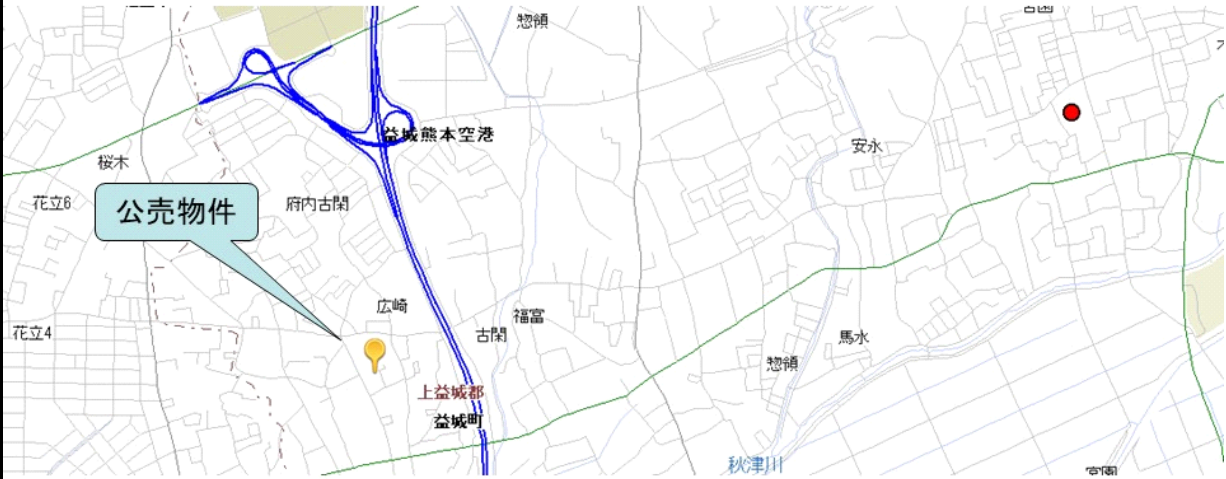 惣領
益城熊本空港
桜木
安永
花立6
公売物件
府内古閑
広崎
福富
花立4
古閑
馬水
惣領
上益城郡
益城町
秋津川
宮園